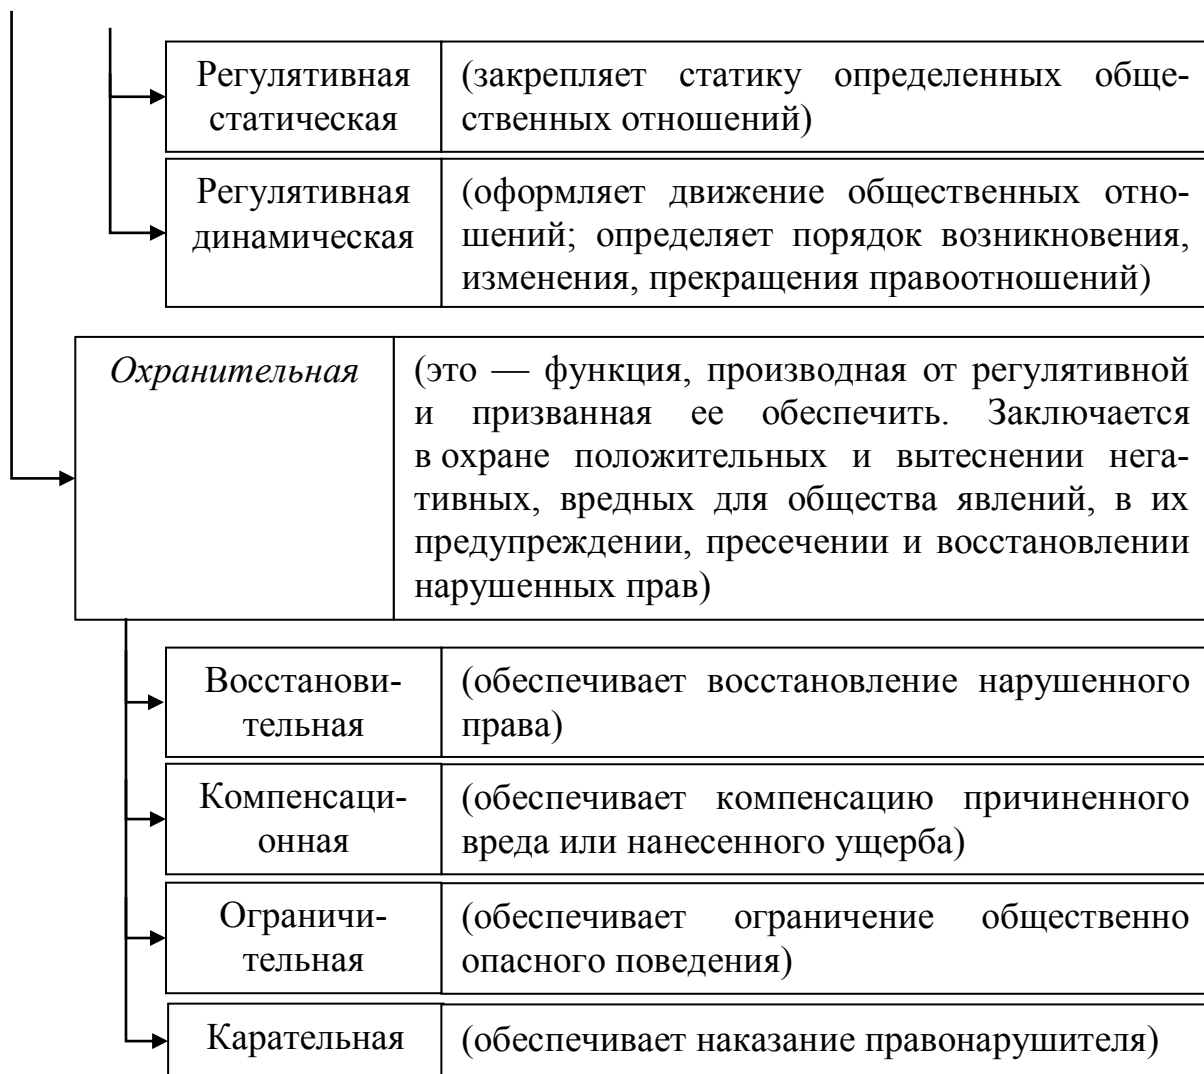 Регулятивная
статическая
(закрепляет статику определенных обще-
ственных отношений)
Регулятивная
динамическая
(оформляет движение общественных отно-
шений; определяет порядок возникновения,
изменения, прекращения правоотношений)
Охранительная
(это — функция, производная от регулятивной
и призванная ее обеспечить. Заключается
в охране положительных и вытеснении нега-
тивных, вредных для общества явлений, в их
предупреждении, пресечении и восстановлении
нарушенных прав)
Восстанови-
тельная
(обеспечивает восстановление нарушенного
права)
Компенсаци-
онная
(обеспечивает компенсацию причиненного
вреда или нанесенного ущерба)
Ограничи-
тельная
(обеспечивает ограничение общественно
опасного поведения)
Карательная
(обеспечивает наказание правонарушителя)